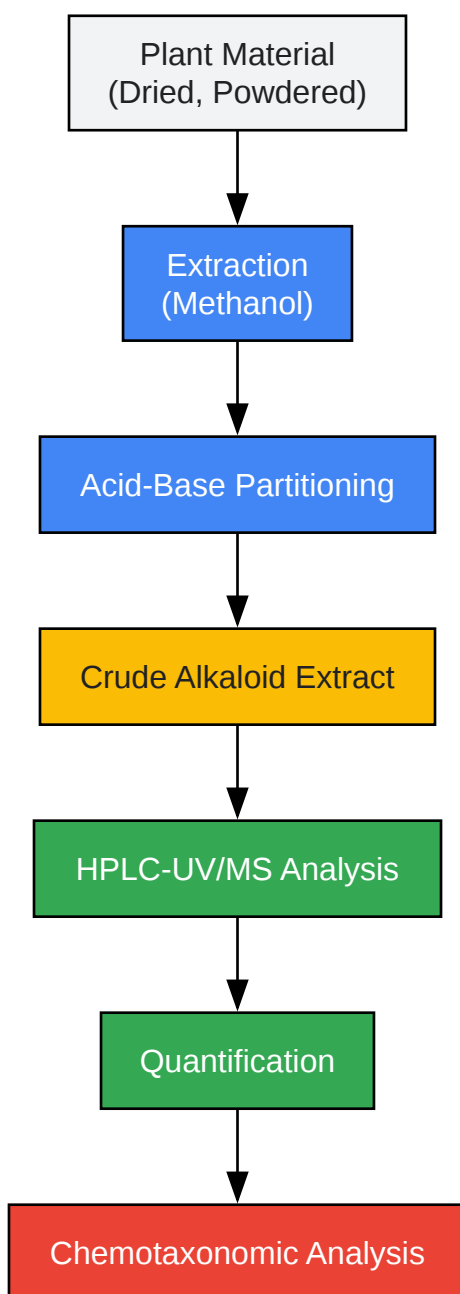 Plant Material
(Dried, Powdered)
Extraction
(Methanol)
Acid-Base Partitioning
Crude Alkaloid Extract
HPLC-UV/MS Analysis
Quantification
Chemotaxonomic Analysis